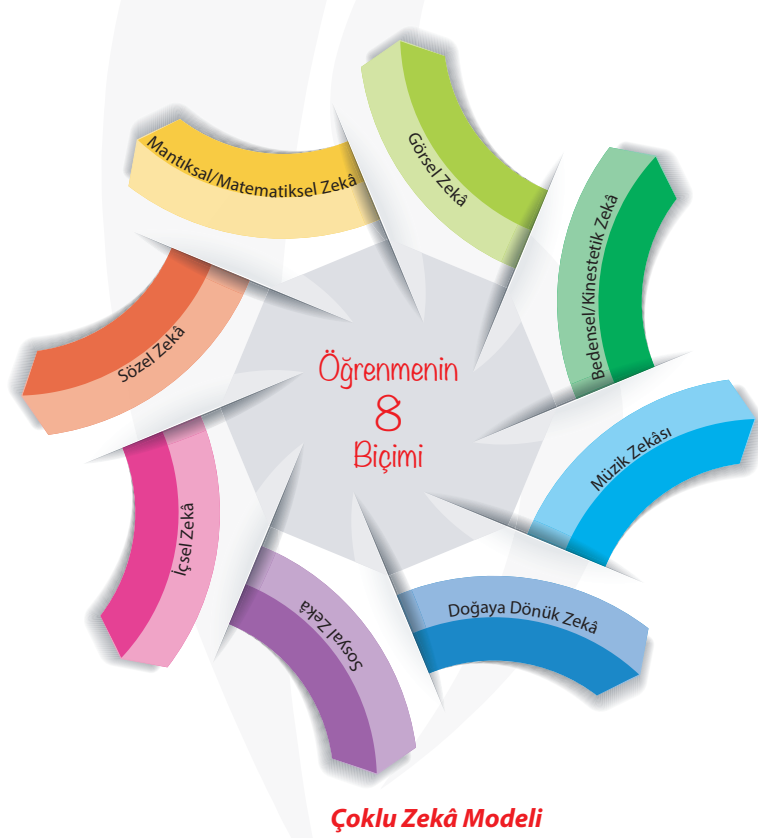 Görsel Zekâ
Mantıksal/Matematiksel Zekâ
Bedensel/Kinestetik Zekâ
Sözel Zekâ
Öğrenmenin
8
Biçimi
Müzik Zekâsı
İçsel Zekâ
Doğaya Dönük Zekâ
Sosyal Zekâ
Çoklu Zekâ Modeli